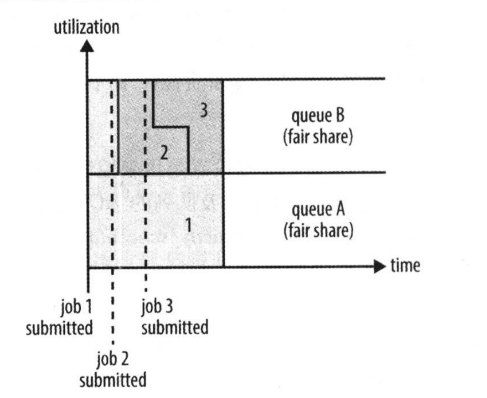 utilization
3
queue B
(fair share)
2
queue A
(fair share)
1
time
job 1
submitted
job 3
submitted
job 2
submitted